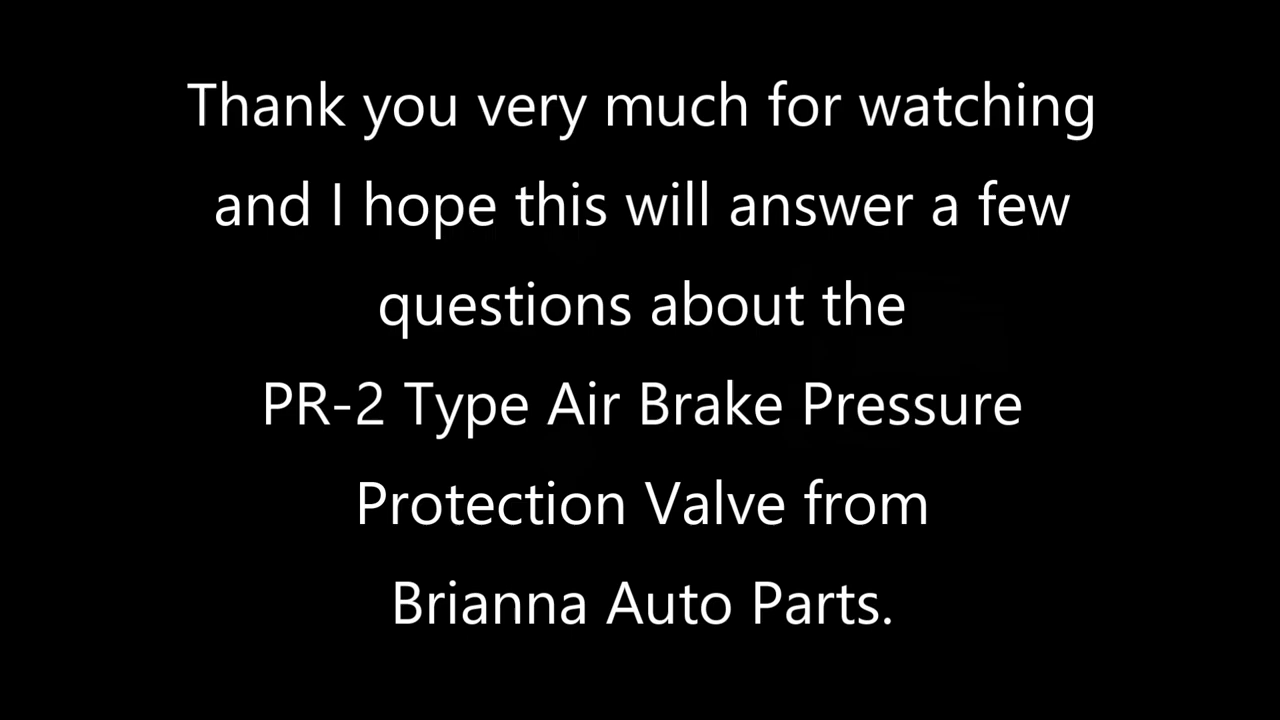 Thank you very much for watching
and I hope this will answer a few
questions about the
PR-2 Type Air Brake Pressure
Protection Valve from
Brianna Auto Parts.